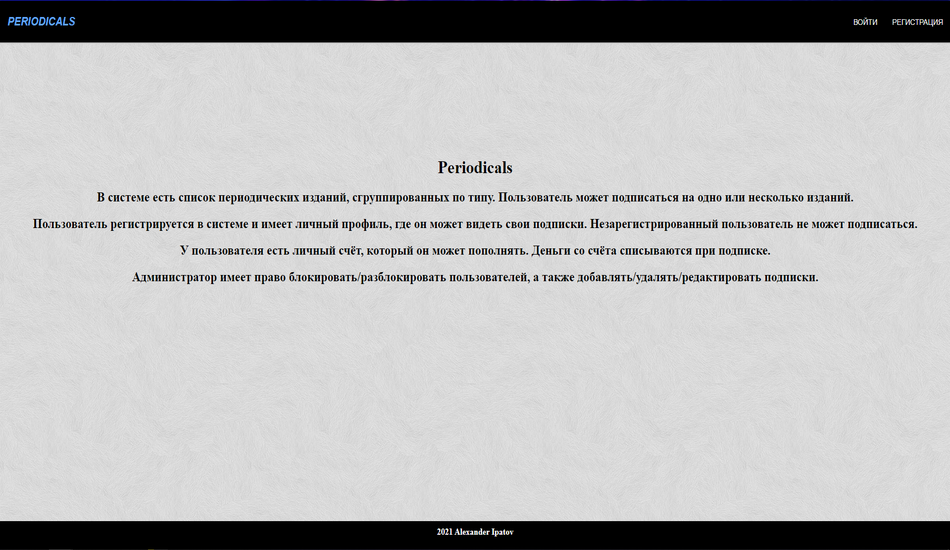 PERIODICALS
ВОЙТИ РЕГИСТРАЦИЯ
Periodicals
В системе есть список периодических изданий, сгруппированных по типу. Пользователь может подписаться на одно или несколько изданий.
Пользователь регистрируется в системе и имеет личный профиль, где он может видеть свои подписки. Незарегистрированный пользователь не может подписаться.
У пользователя есть личный счёт, который он может пополнять. Деньги со счёта списываются при подписке.
Администратор имеет право блокировать/разблокировать пользователей, а также добавлять/удалять/редактировать подписки.
2021 Alexander Ipatov